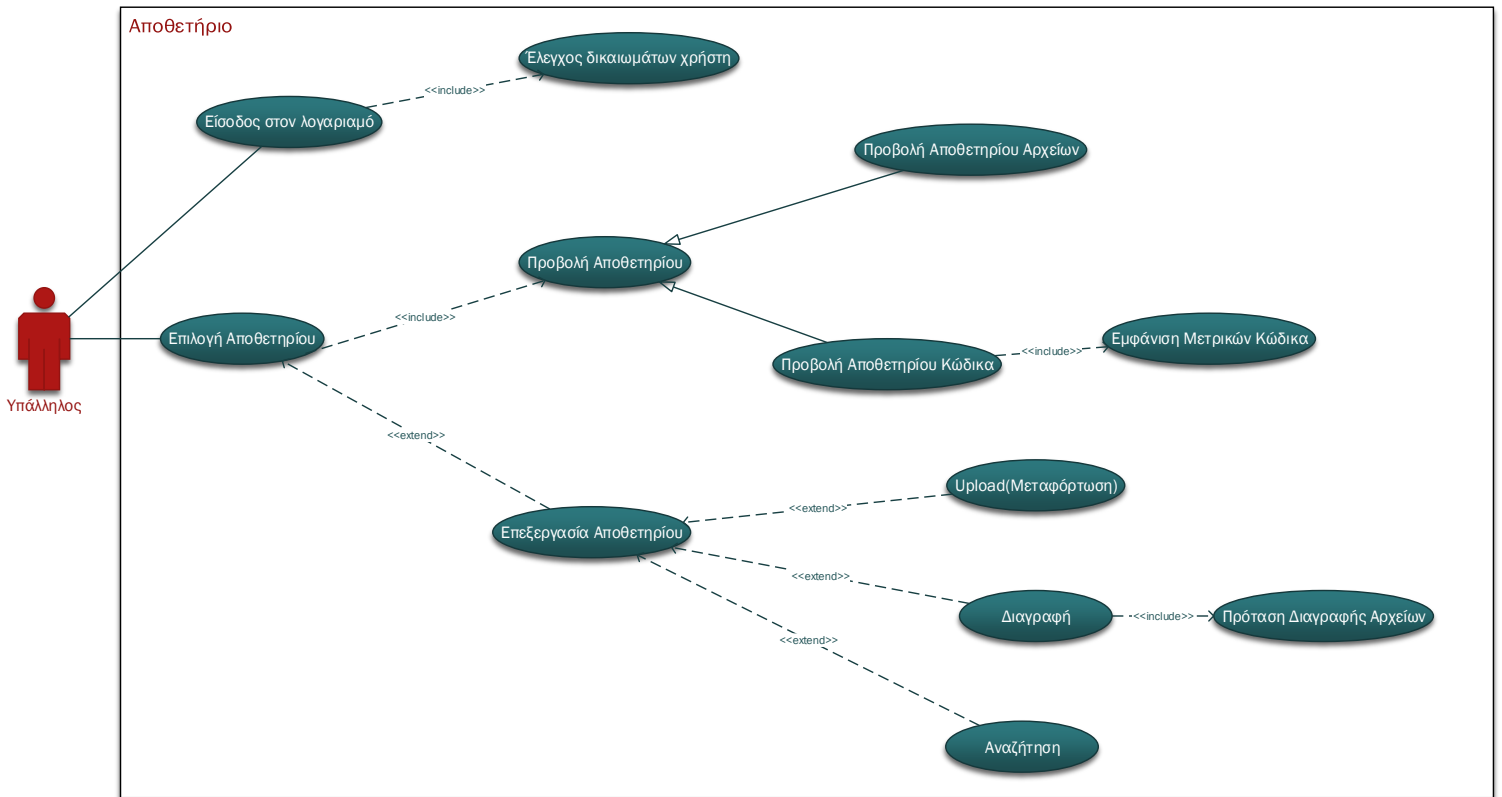 Αποθετήριο
Έλεγχος δικαιωμάτων χρήστη
<<include>>
Είσοδος στον λογαριαμό
Προβολή Αποθετηρίου Αρχείων
Προβολή Αποθετηρίου
<<include>>
Επιλογή Αποθετηρίου
Εμφάνιση Μετρικών Κώδικα
<<include>>
Προβολή Αποθετηρίου Κώδικα
Υπάλληλος
<<extend>>
Upload(Μεταφόρτωση)
<<extend>>
Επεξεργασία Αποθετηρίου
<<extend>>
Διαγραφή
<<include>>
Πρόταση Διαγραφής Αρχείων
<<extend>>
Αναζήτηση